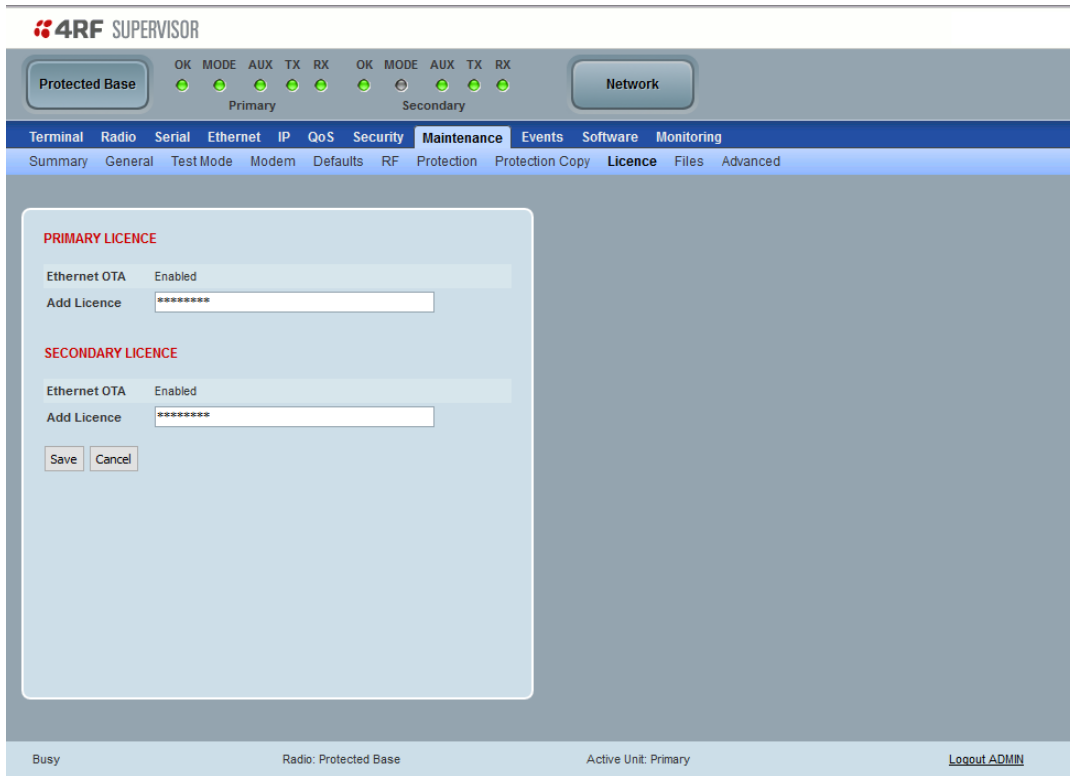 4RF SUPERVISOR
OK MODE AUX TX RX OK MODE AUX TX RX
Protected Base Network
Primary Secondary
Terminal Radio Serial Ethernet IP QoS Security Maintenance Events Software Monitoring
Summary General Test Mode Modem Defaults RF Protection Protection Copy Licence Files Advanced
PRIMARY LICENCE
Ethernet OTA Enabled
Add Licence ********
SECONDARY LICENCE
Ethernet OTA Enabled
Add Licence ********
Save Cancel
Busy Radio: Protected Base Active Unit: Primary Logout ADMIN